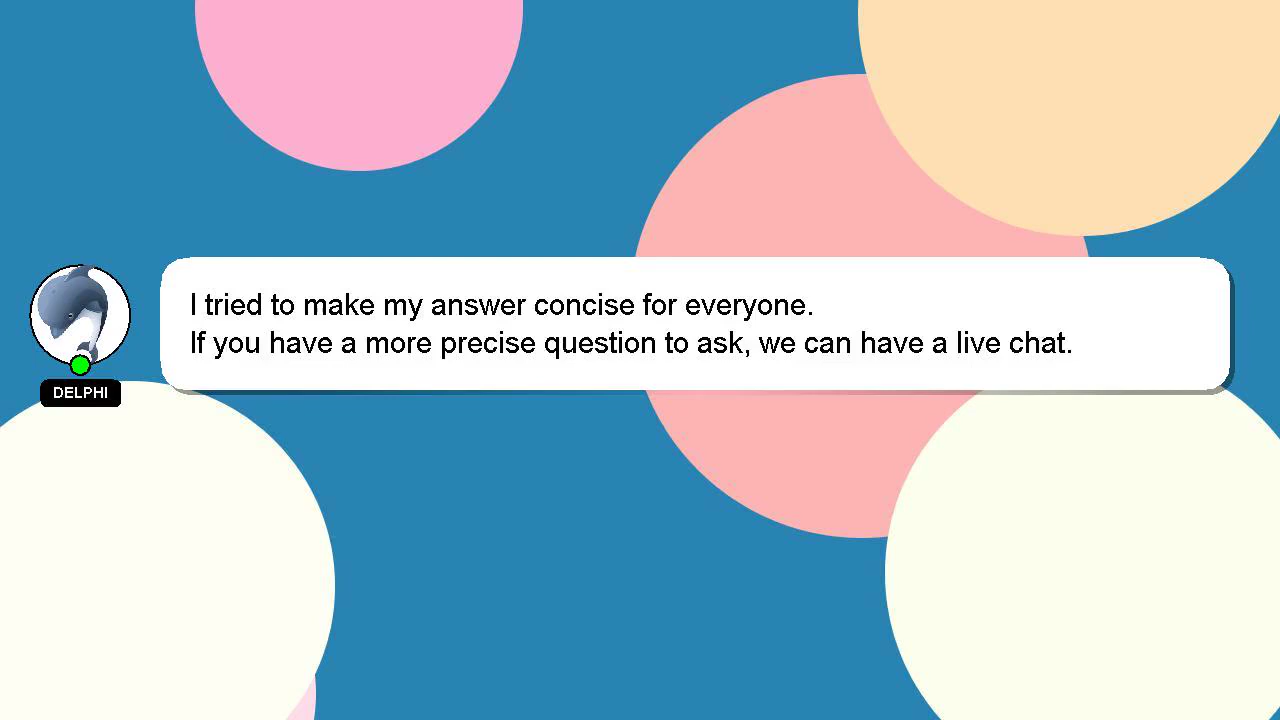 I tried to make my answer concise for everyone.
If you have a more precise question to ask, we can have a live chat.
DELPHI